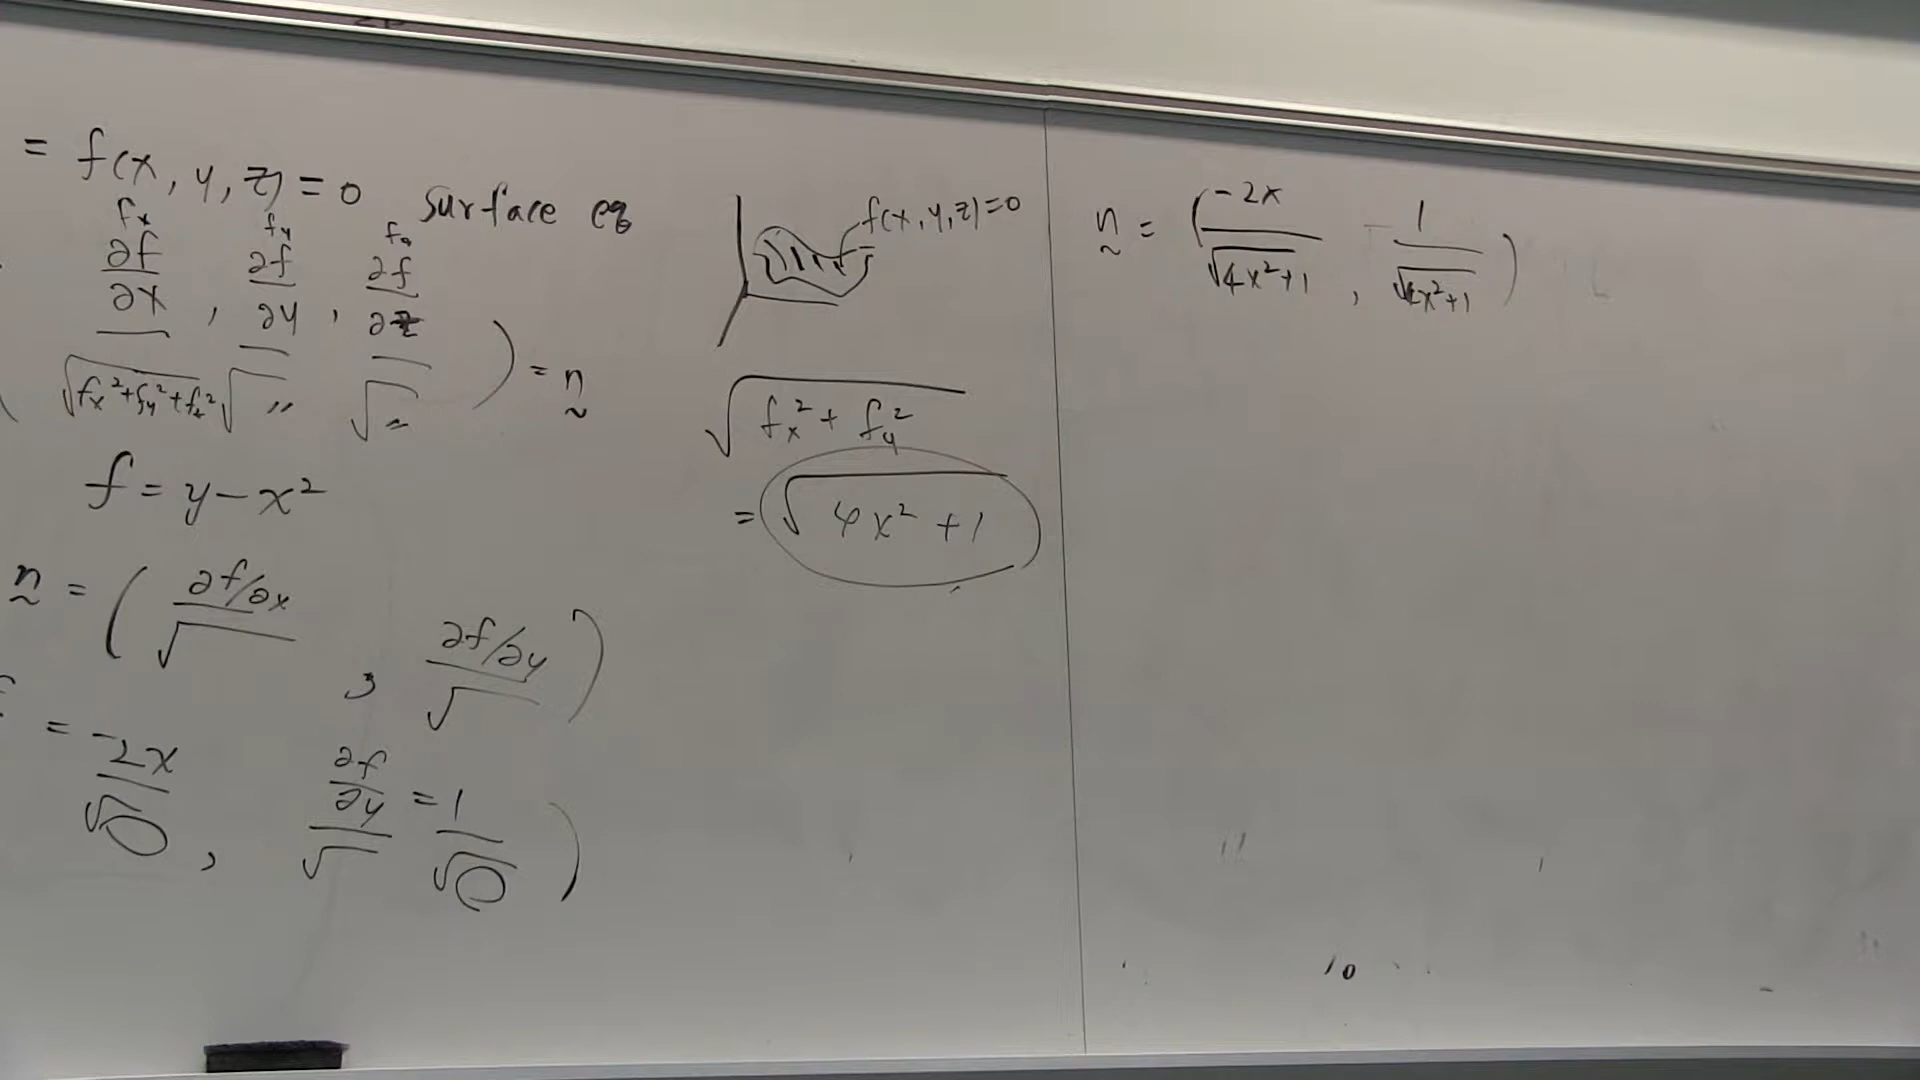 = f(x, y, z) = 0 surface eq
fx fy fz
∂f/∂x , ∂f/∂y , ∂f/∂z ) = n
√fx²+fy²+fz² √〃 √〃
f = y − x²
n = ( ∂f/∂x / √ , ∂f/∂y / √ )
= −2x/√ , ∂f/∂y / √ = 1/√ )
f(x, y, z) = 0
√fx² + fy²
= √4x² + 1
n = ( −2x/√4x²+1 , 1/√4x²+1 )